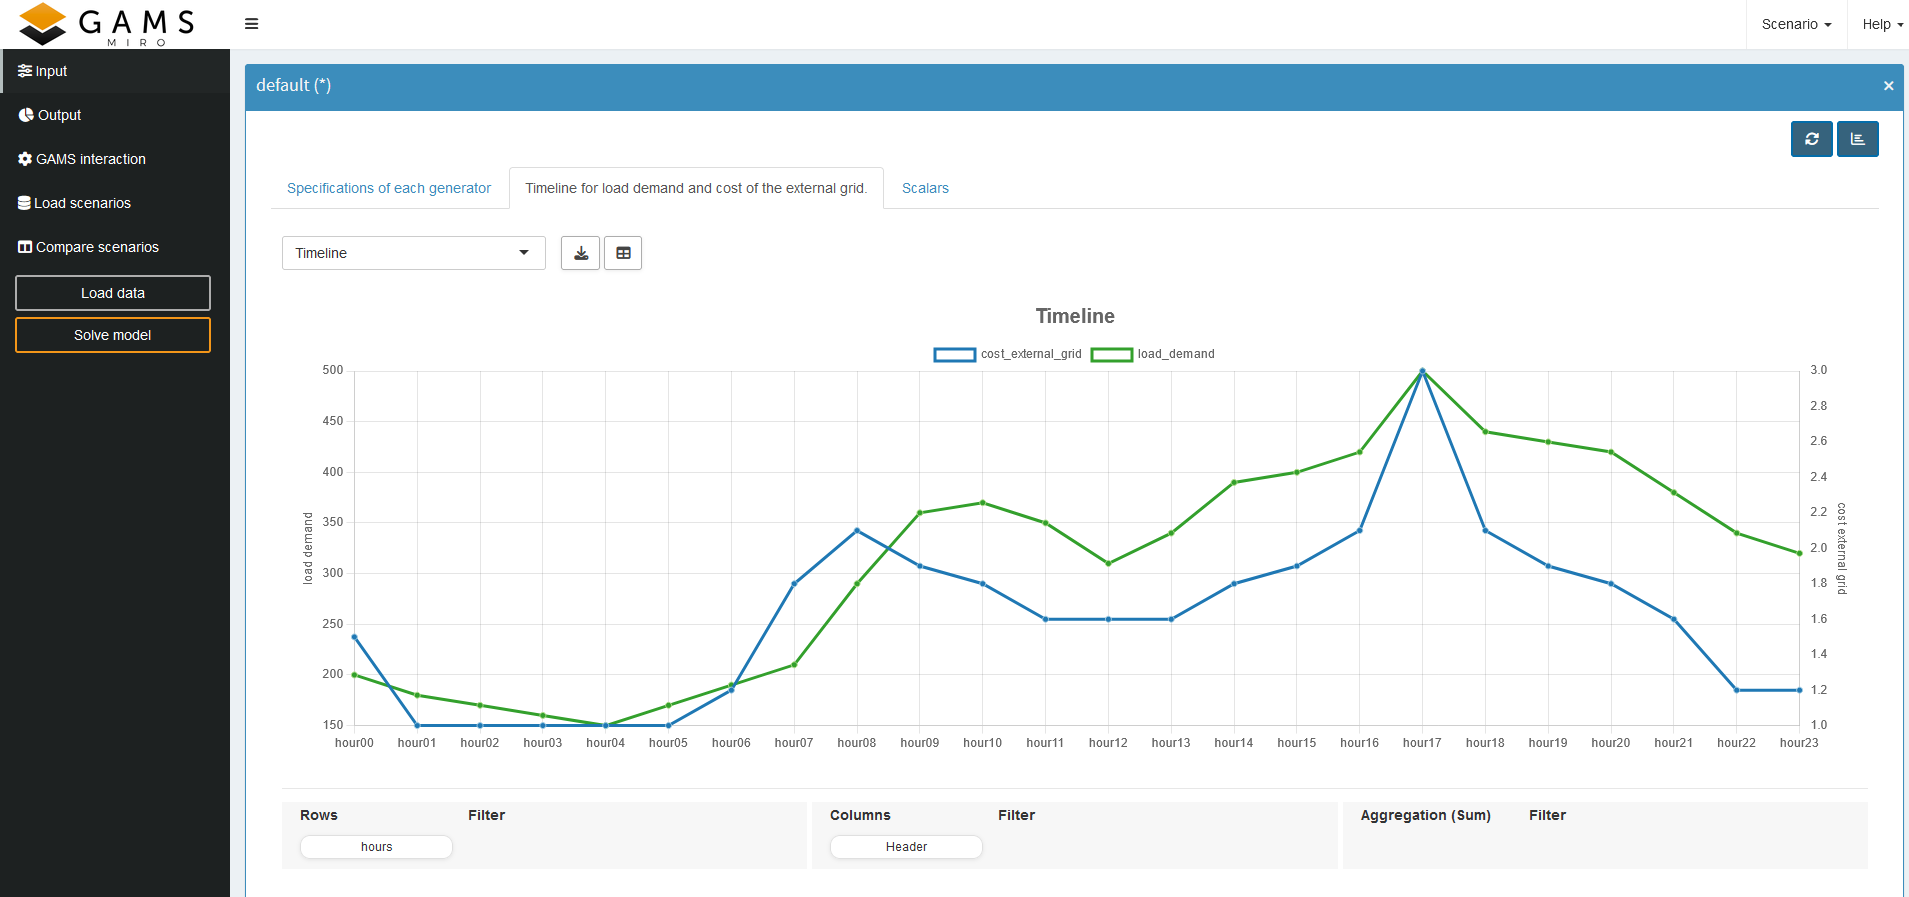 GAMS
MIRO
Scenario
Help
Input
Output
GAMS interaction
Load scenarios
Compare scenarios
Load data
Solve model
default (*)
×
Specifications of each generator
Timeline for load demand and cost of the external grid.
Scalars
Timeline
Timeline
cost_external_grid
load_demand
500
450
400
350
300
250
200
150
load demand
3.0
2.8
2.6
2.4
2.2
2.0
1.8
1.6
1.4
1.2
1.0
cost external grid
hour00 hour01 hour02 hour03 hour04 hour05 hour06 hour07 hour08 hour09 hour10 hour11 hour12 hour13 hour14 hour15 hour16 hour17 hour18 hour19 hour20 hour21 hour22 hour23
Rows
Filter
hours
Columns
Filter
Header
Aggregation (Sum)
Filter